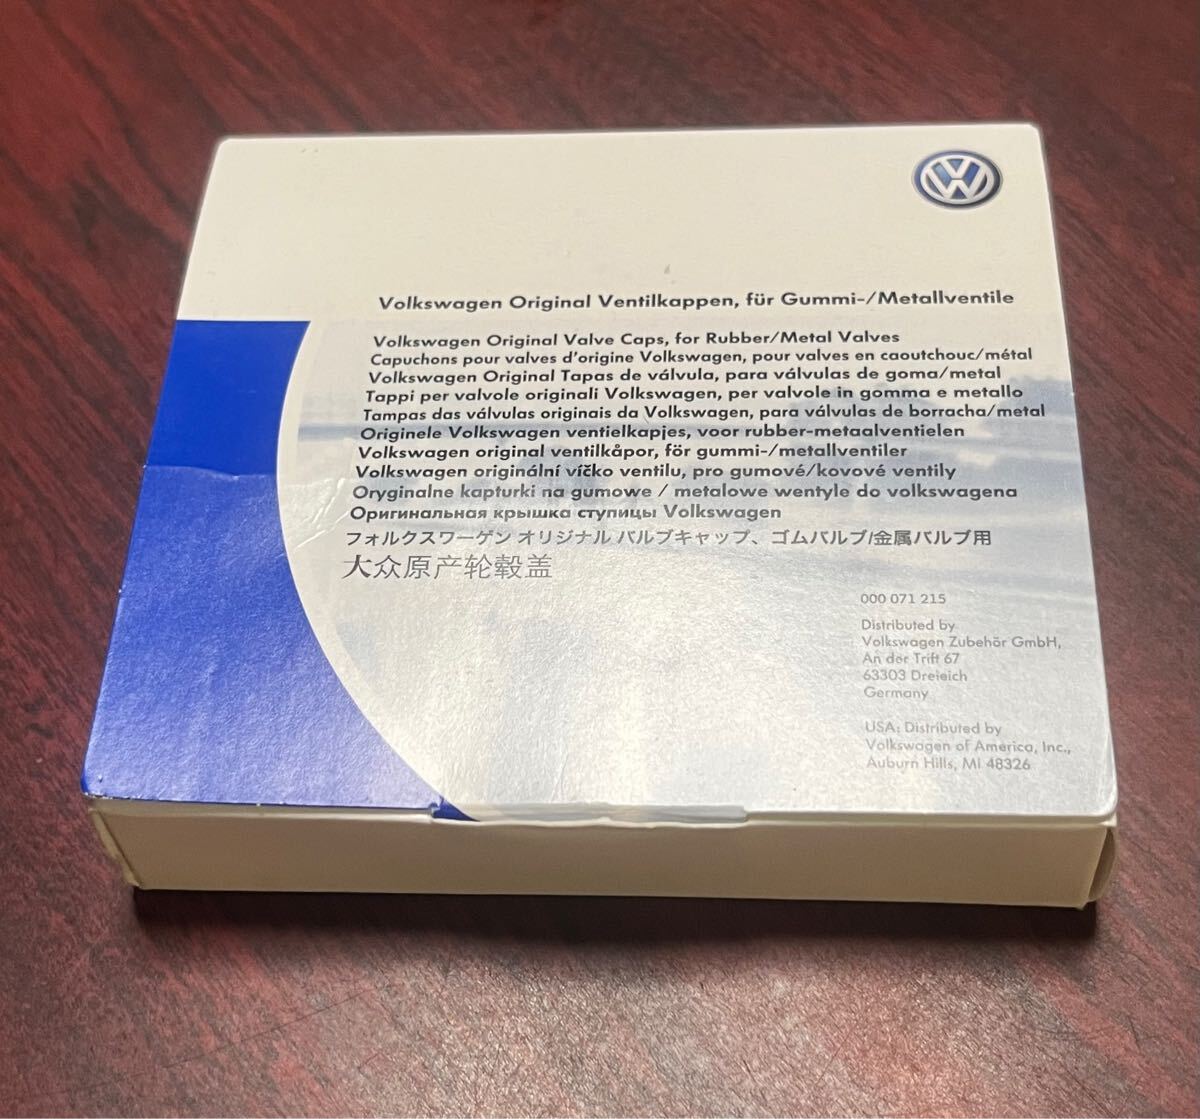 Volkswagen Original Ventilkappen, für Gummi-/Metallventile
Volkswagen Original Valve Caps, for Rubber/Metal Valves
Capuchons pour valves d'origine Volkswagen, pour valves en caoutchouc/métal
Volkswagen Original Tapas de válvula, para válvulas de goma/metal
Tappi per valvole originali Volkswagen, per valvole in gomma e metallo
Tampas das válvulas originais da Volkswagen, para válvulas de borracha/metal
Originele Volkswagen ventielkapjes, voor rubber-metaalventielen
Volkswagen original ventilkåpor, för gummi-/metallventiler
Volkswagen originální víčko ventilu, pro gumové/kovové ventily
Oryginalne kapturki na gumowe / metalowe wentyle do volkswagena
Оригинальная крышка ступицы Volkswagen
フォルクスワーゲン オリジナル バルブキャップ、ゴムバルブ/金属バルブ用
大众原产轮毂盖
000 071 215
Distributed by
Volkswagen Zubehör GmbH,
An der Trift 67
63303 Dreieich
Germany
USA: Distributed by
Volkswagen of America, Inc.,
Auburn Hills, MI 48326